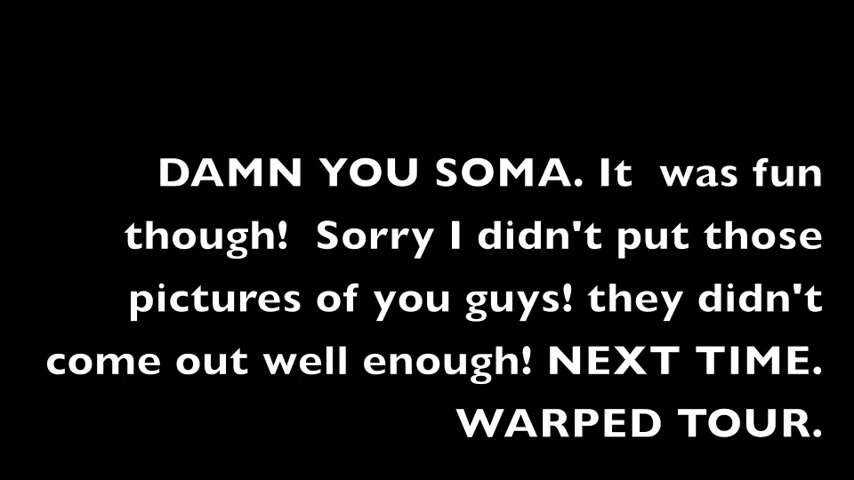 DAMN YOU SOMA. It  was fun
though!  Sorry I didn't put those
pictures of you guys! they didn't
come out well enough! NEXT TIME.
WARPED TOUR.